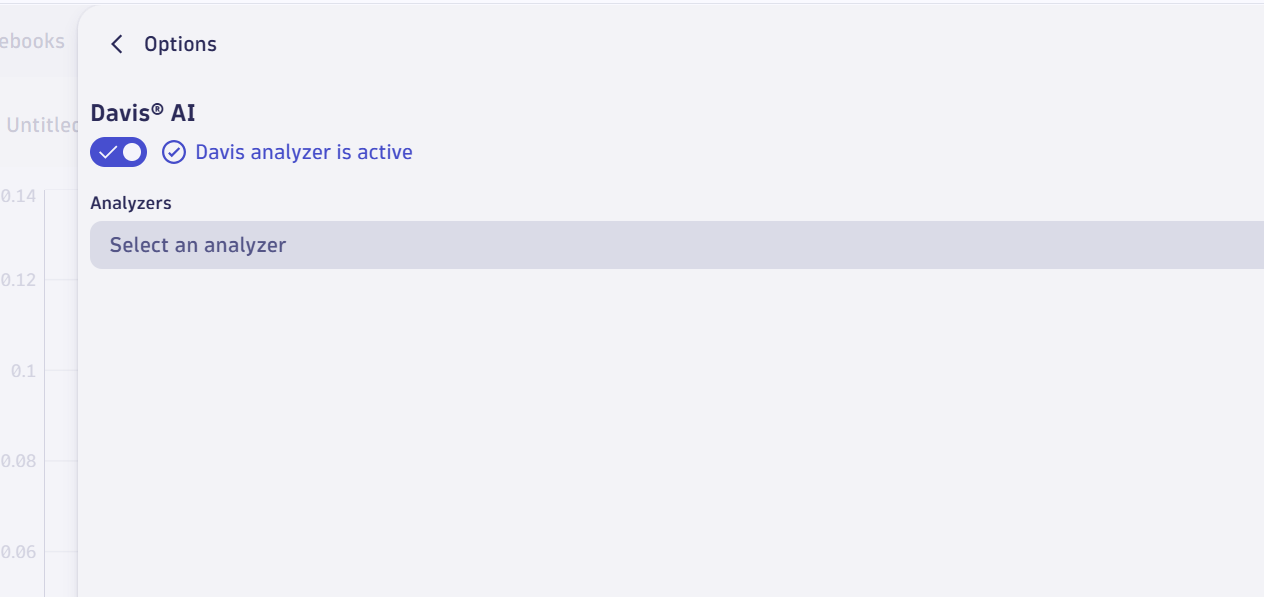 ebooks
Options
Davis® AI
Untitled
Davis analyzer is active
0.14
Analyzers
Select an analyzer
0.12
0.1
0.08
0.06